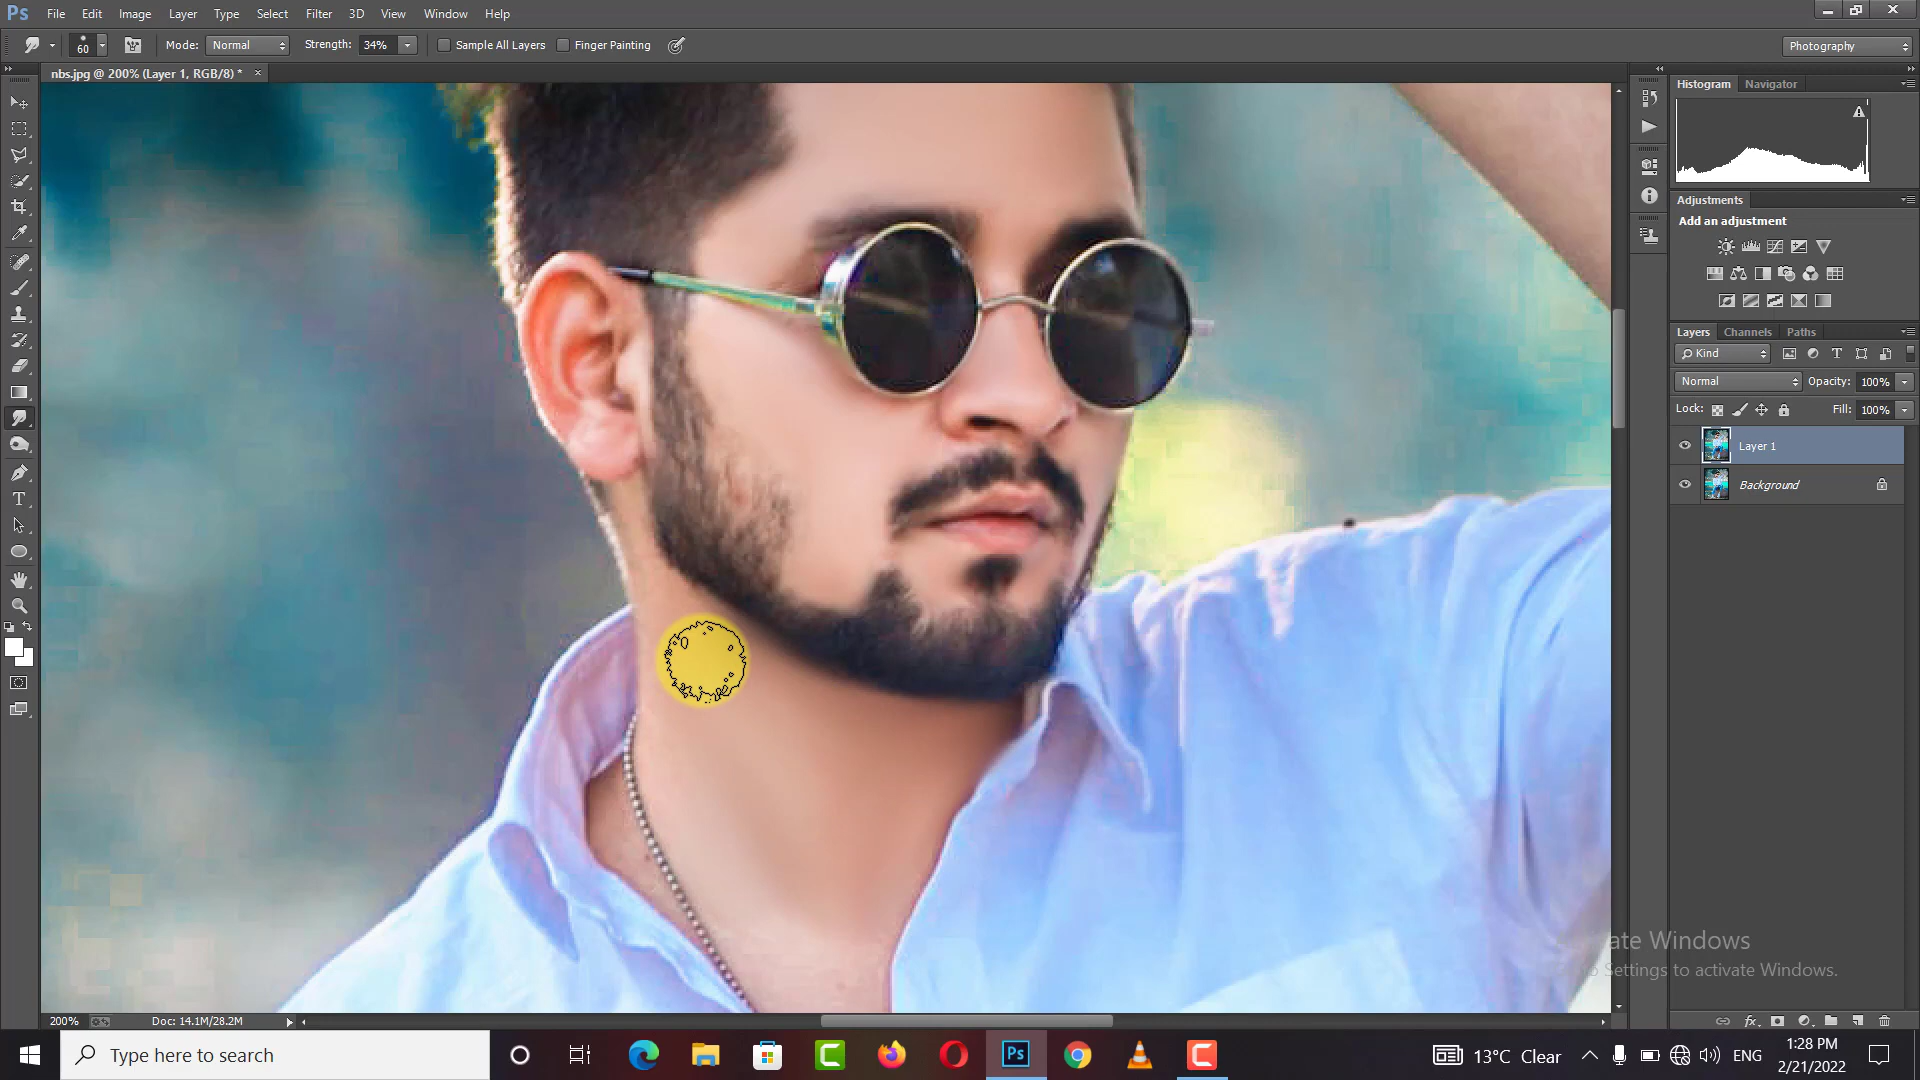 Ps File Edit Image Layer Type Select Filter 3D View Window Help
60 Mode: Normal Strength: 34% Sample All Layers Finger Painting Photography
nbs.jpg @ 200% (Layer 1, RGB/8) * ×
Histogram Navigator
Adjustments
Add an adjustment
Layers Channels Paths
Kind
Normal Opacity: 100%
Lock: Fill: 100%
Layer 1
Background
ate Windows
Settings to activate Windows.
200% Doc: 14.1M/28.2M
Type here to search
Ps
13°C Clear
ENG
1:28 PM
2/21/2022